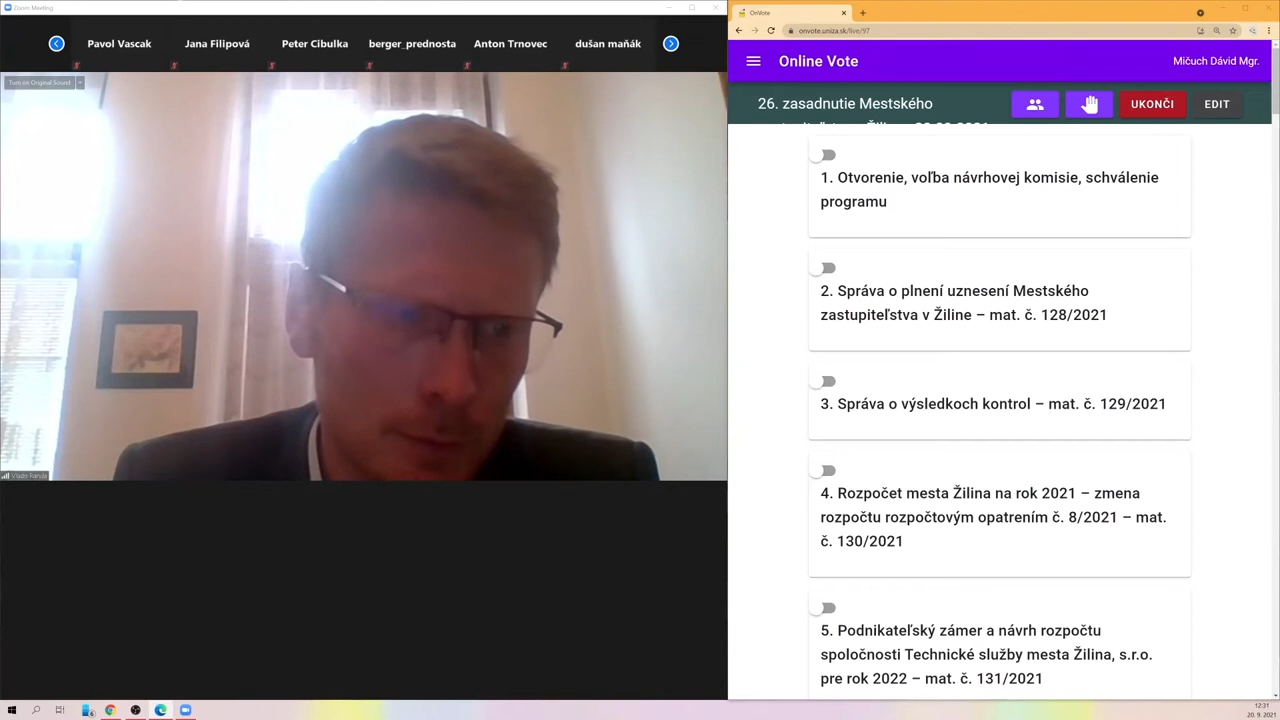 Zoom Meeting
Pavol Vascak
Jana Filipová
Peter Cibulka
berger_prednosta
Anton Trnovec
dušan maňák
Turn on Original Sound
Vlado Randa
OnVote
onvote.uniza.sk/live/97
Online Vote
Mičuch Dávid Mgr.
26. zasadnutie Mestského
UKONČI
EDIT
1. Otvorenie, voľba návrhovej komisie, schválenie
programu
2. Správa o plnení uznesení Mestského
zastupiteľstva v Žiline – mat. č. 128/2021
3. Správa o výsledkoch kontrol – mat. č. 129/2021
4. Rozpočet mesta Žilina na rok 2021 – zmena
rozpočtu rozpočtovým opatrením č. 8/2021 – mat.
č. 130/2021
5. Podnikateľský zámer a návrh rozpočtu
spoločnosti Technické služby mesta Žilina, s.r.o.
pre rok 2022 – mat. č. 131/2021
12:31
20. 9. 2021